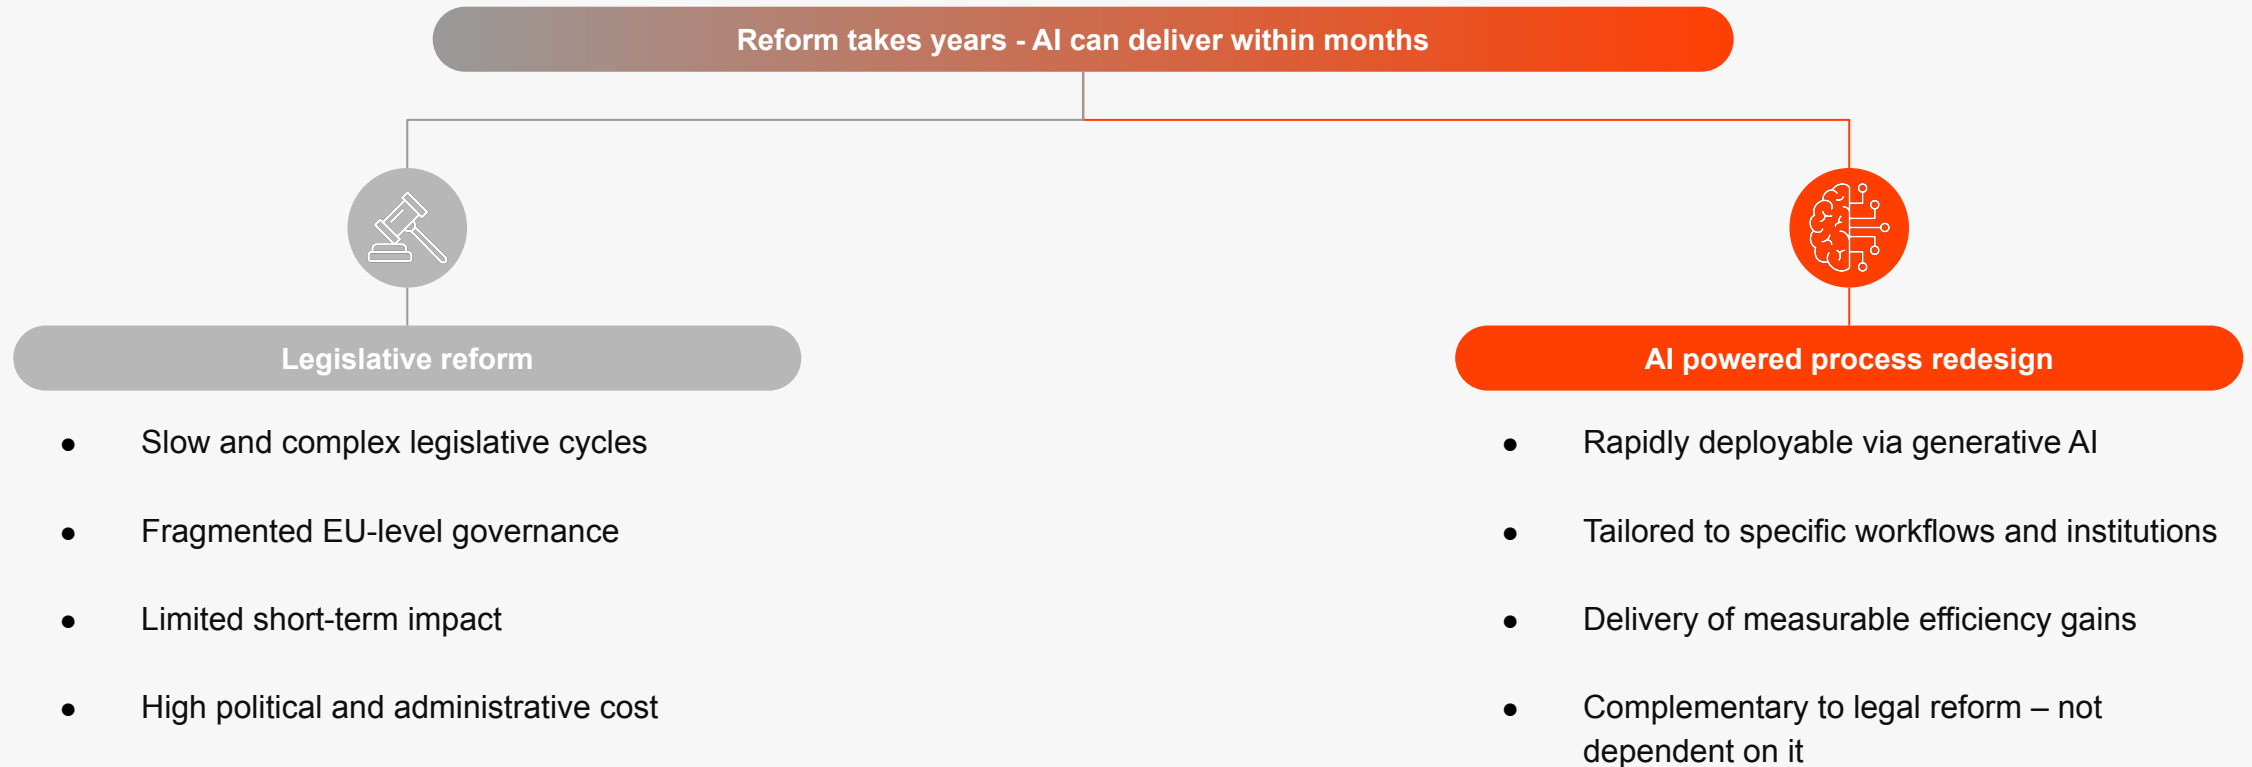 Reform takes years - AI can deliver within months
Legislative reform
● Slow and complex legislative cycles
● Fragmented EU-level governance
● Limited short-term impact
● High political and administrative cost
AI powered process redesign
● Rapidly deployable via generative AI
● Tailored to specific workflows and institutions
● Delivery of measurable efficiency gains
● Complementary to legal reform – not
dependent on it